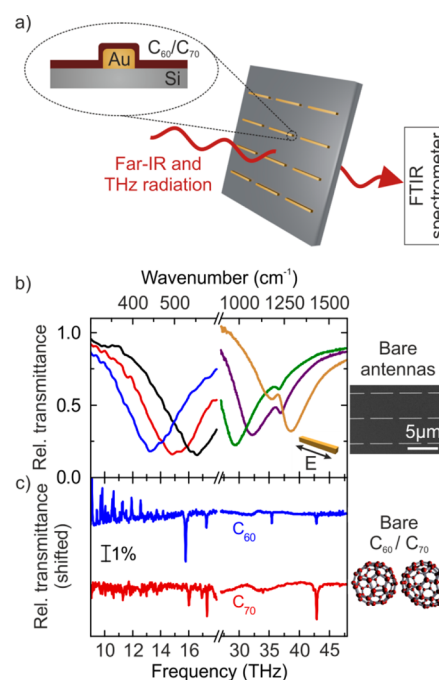 a)
C60/C70
Au
Si
Far-IR and
THz radiation
FTIR
spectrometer
Wavenumber (cm-1)
400 500 1000 1250 1500
b)
Rel. transmittance
1.0
0.5
0.0
E
Bare
antennas
5µm
c)
Rel. transmittance
(shifted)
1%
C60
C70
Bare
C60 / C70
10 12 14 16 30 35 40 45
Frequency (THz)